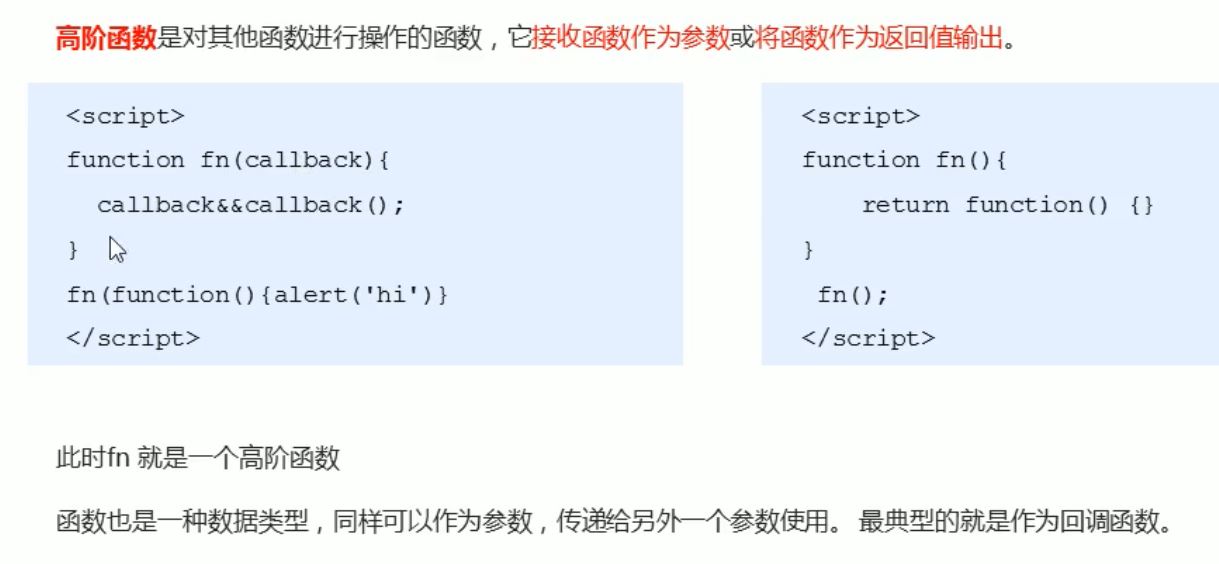 高阶函数是对其他函数进行操作的函数，它接收函数作为参数或将函数作为返回值输出。
<script>
function fn(callback){
  callback&&callback();
}
fn(function(){alert('hi')}
</script>
<script>
function fn(){
    return function() {}
}
 fn();
</script>
此时fn 就是一个高阶函数
函数也是一种数据类型，同样可以作为参数，传递给另外一个参数使用。 最典型的就是作为回调函数。